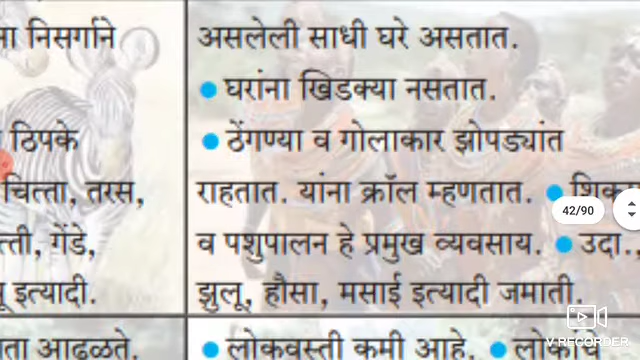 निसर्गाने
असलेली साधी घरे असतात.
● घरांना खिडक्या नसतात.
ठिपके
● ठेंगण्या व गोलाकार झोपड्यांत
चित्ता, तरस,
राहतात. यांना क्रॉल म्हणतात. ●
42/90
गेंडे,
व पशुपालन हे प्रमुख व्यवसाय. ● उदा.,
इत्यादी.
झुलू, हौसा, मसाई इत्यादी जमाती.
V RECORDER
आढळते.
● लोकवस्ती कमी आहे. ●